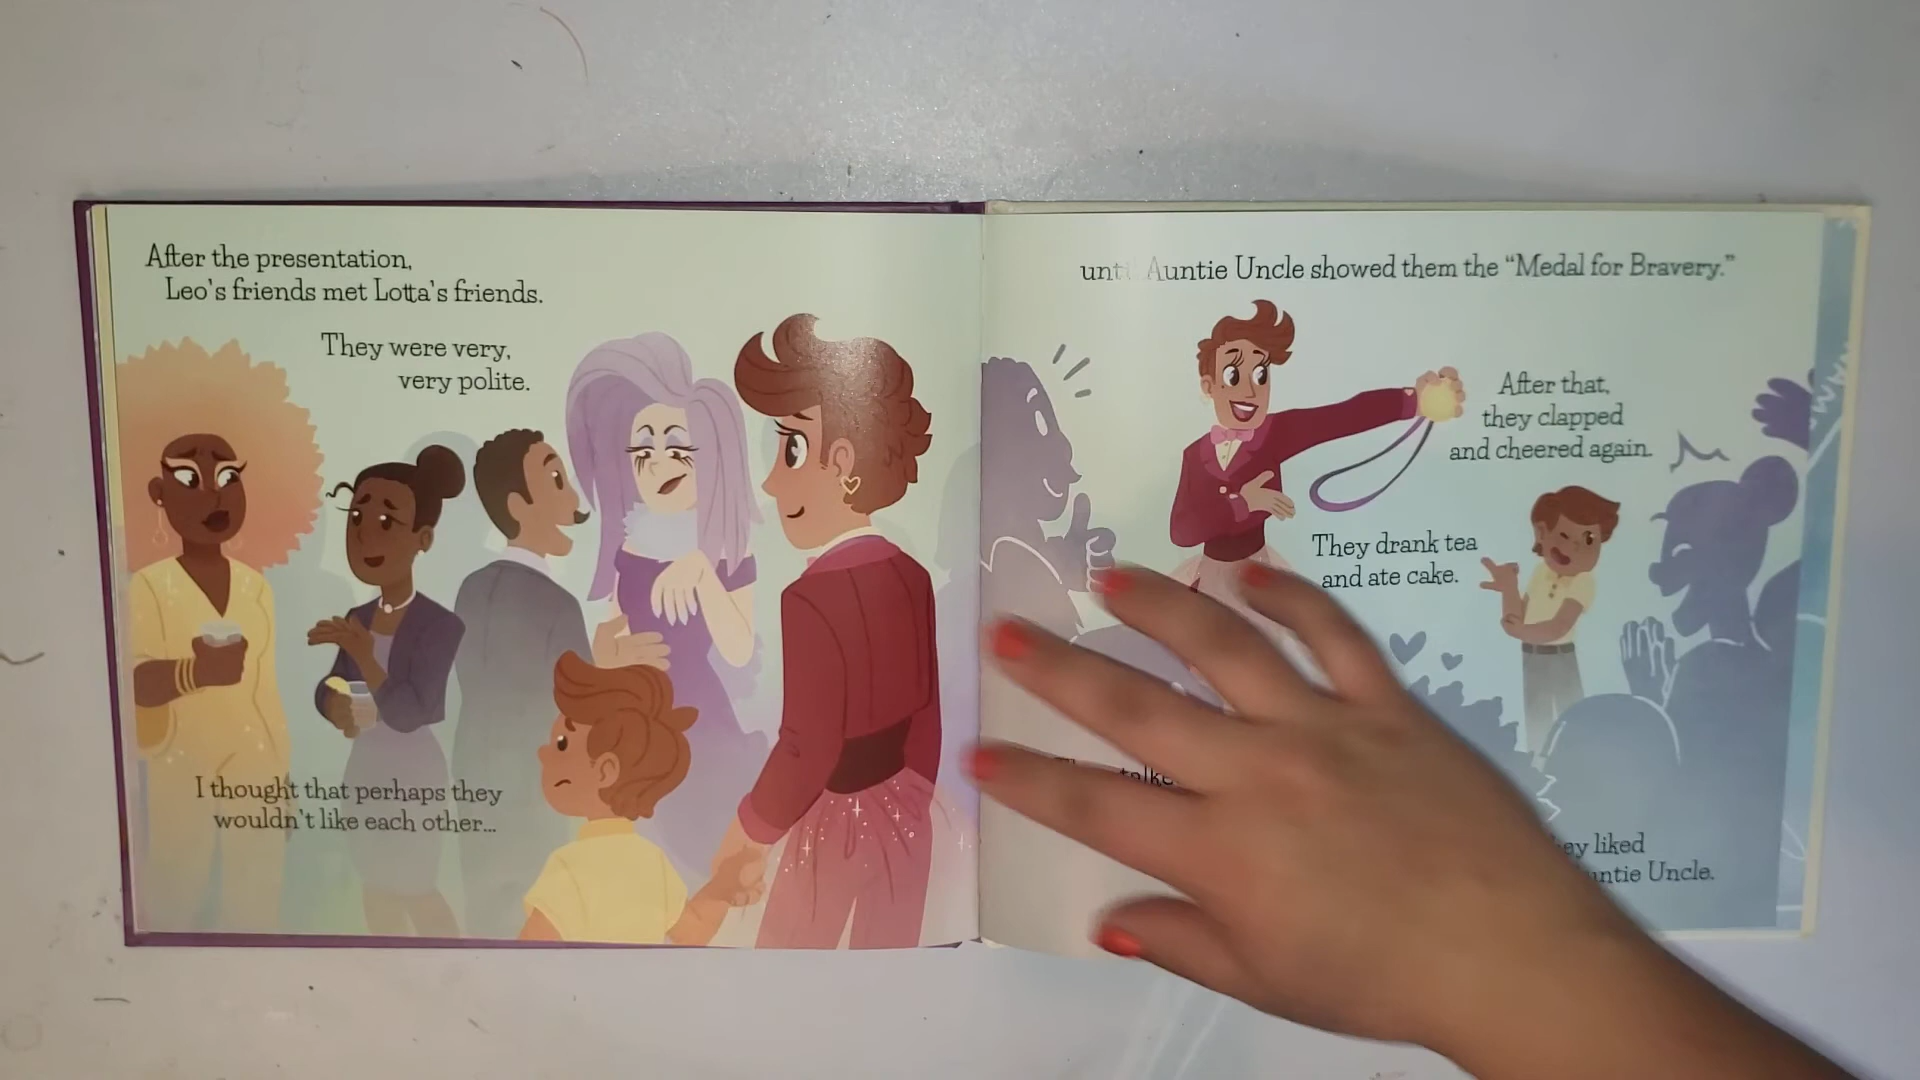 After the presentation,
Leo's friends met Lotta's friends.
They were very,
very polite.
I thought that perhaps they
wouldn't like each other...
Auntie Uncle showed them the “Medal for Bravery.”
After that,
they clapped
and cheered again.
They drank tea
and ate cake.
liked
Uncle.